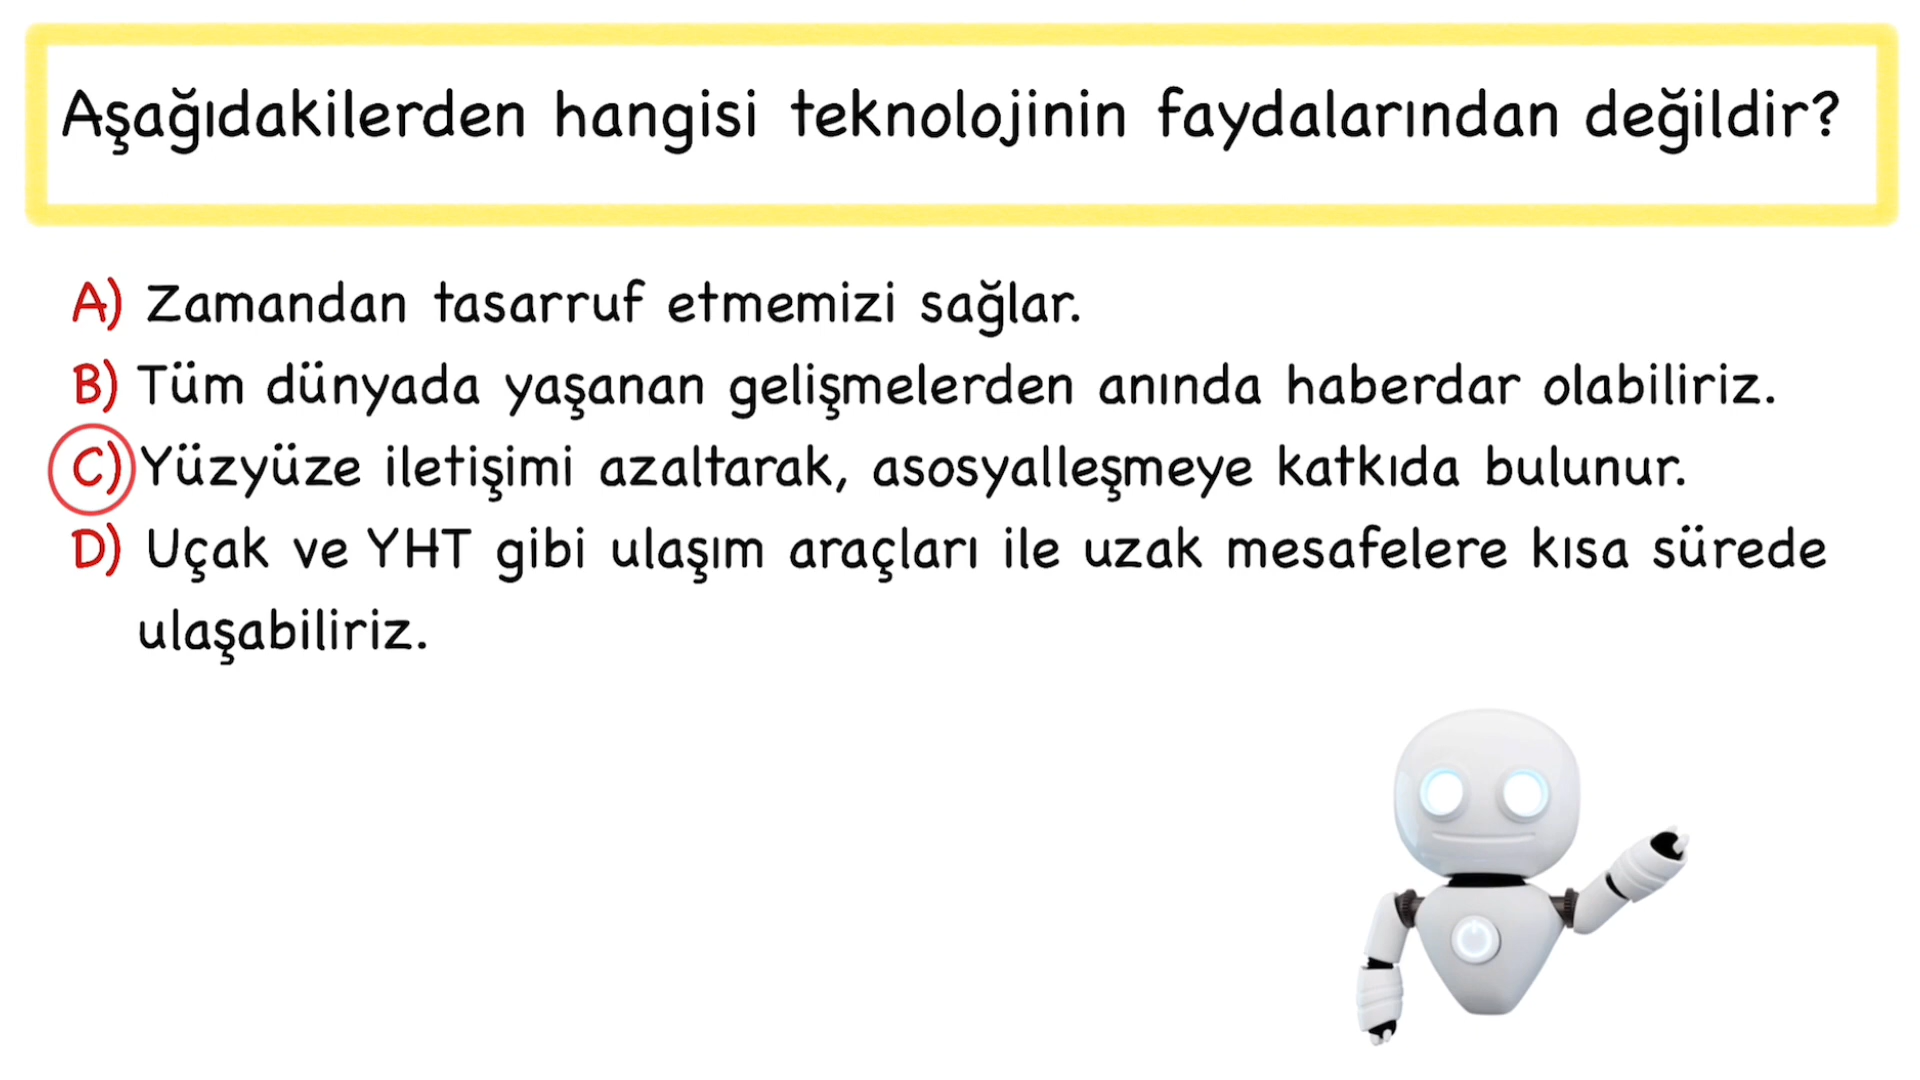 Aşağıdakilerden hangisi teknolojinin faydalarından değildir?
A) Zamandan tasarruf etmemizi sağlar.
B) Tüm dünyada yaşanan gelişmelerden anında haberdar olabiliriz.
C) Yüzyüze iletişimi azaltarak, asosyalleşmeye katkıda bulunur.
D) Uçak ve YHT gibi ulaşım araçları ile uzak mesafelere kısa sürede
ulaşabiliriz.